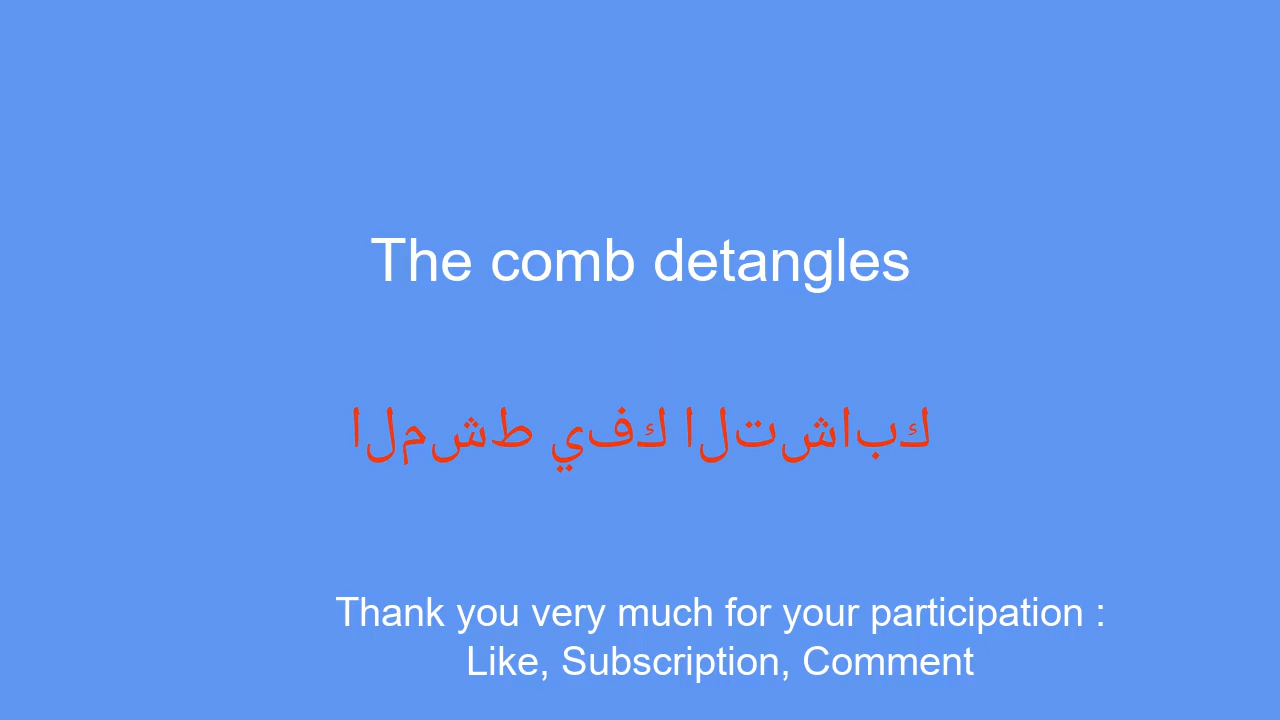 The comb detangles
المشط يفك التشابك
Thank you very much for your participation :
Like, Subscription, Comment